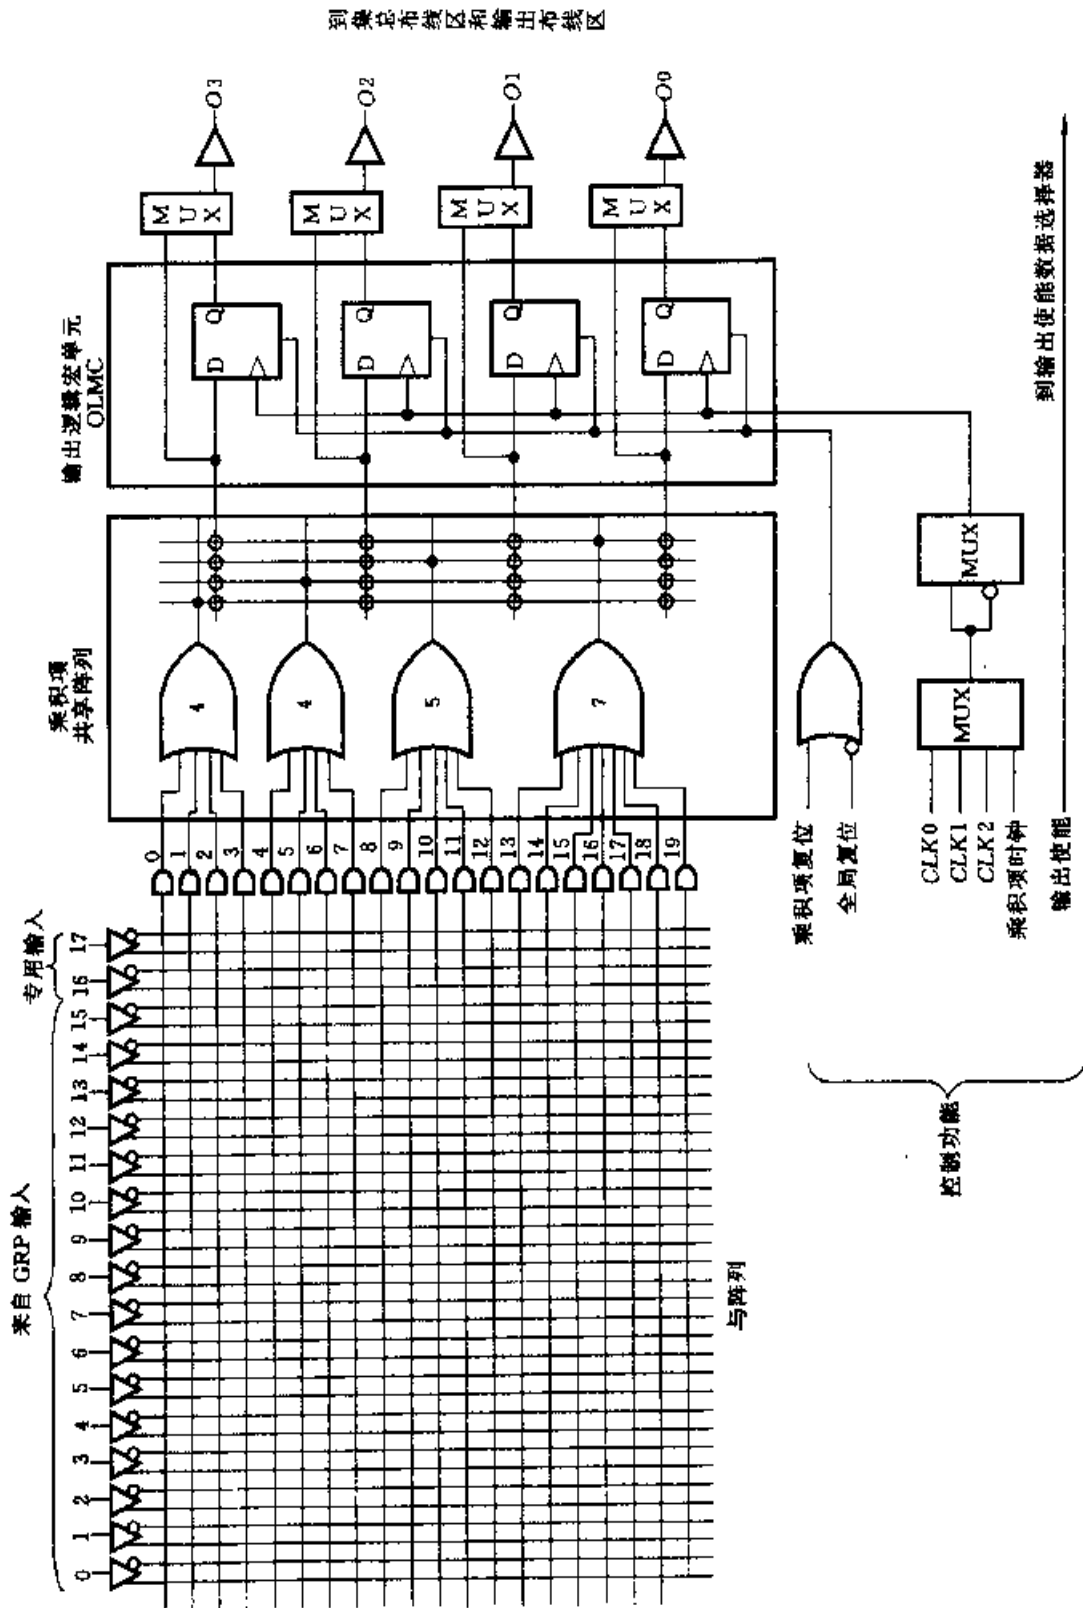 来自 GRP 输入
专用输入
0 1 2 3 4 5 6 7 8 9 10 11 12 13 14 15 16 17
与阵列
0
1
2
3
4
5
6
7
8
9
10
11
12
13
14
15
16
17
18
19
乘积项
共享阵列
4
4
5
7
输出逻辑宏单元
OLMC
D Q
D Q
D Q
D Q
MUX
MUX
MUX
MUX
O3
O2
O1
O0
到集总布线区和输出布线区
控制功能
乘积项复位
全局复位
CLK0
CLK1
CLK2
乘积项时钟
MUX
MUX
输出使能
到输出使能数据选择器